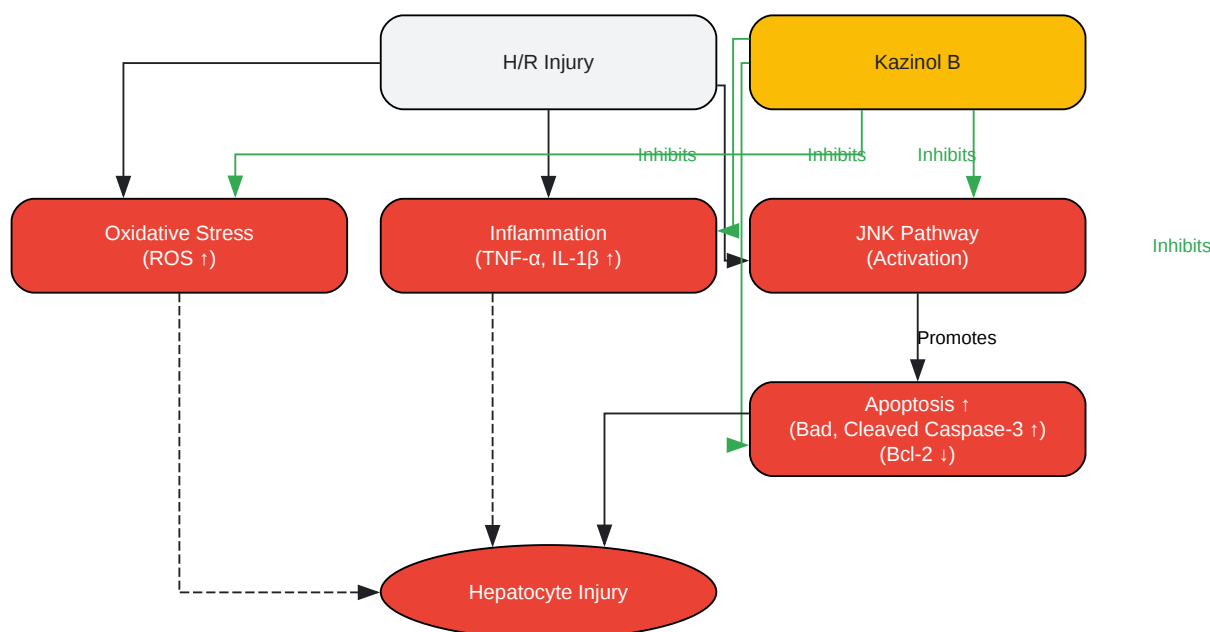 H/R Injury
Kazinol B
Inhibits
Inhibits
Inhibits
Oxidative Stress
(ROS ↑)
Inflammation
(TNF-α, IL-1β ↑)
JNK Pathway
(Activation)
Inhibits
Promotes
Apoptosis ↑
(Bad, Cleaved Caspase-3 ↑)
(Bcl-2 ↓)
Hepatocyte Injury